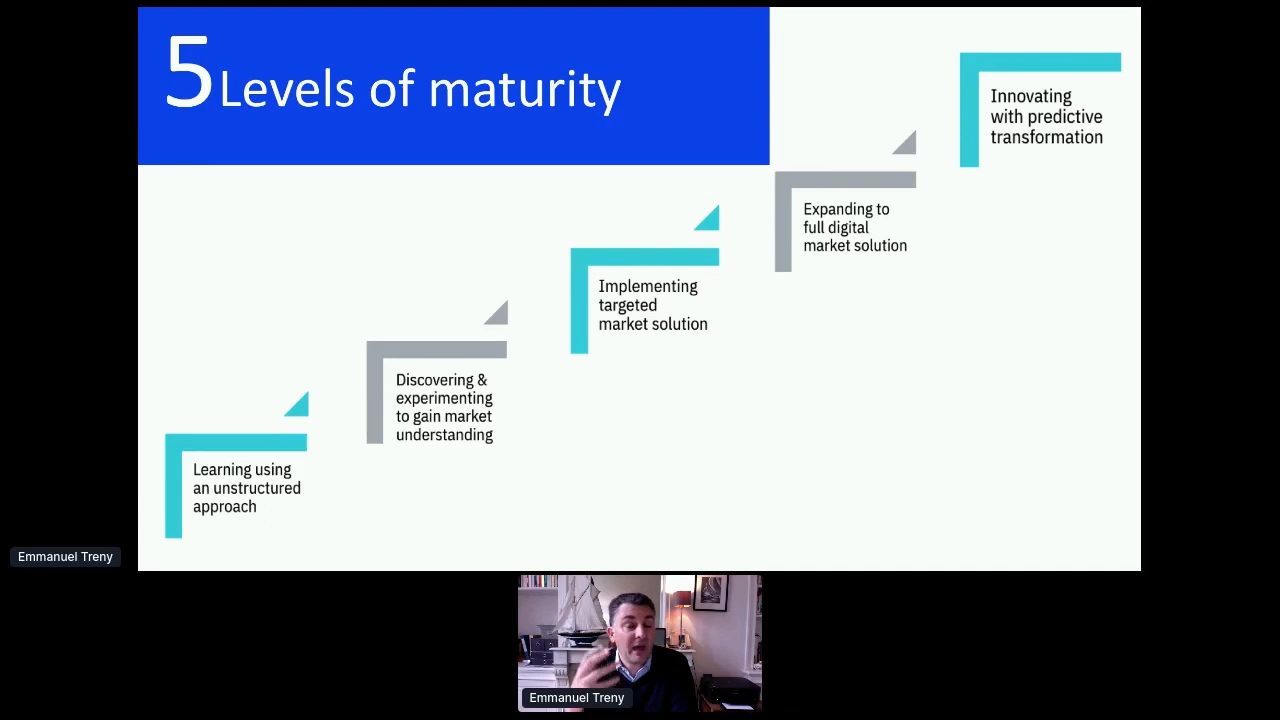 5 Levels of maturity
Innovating
with predictive
transformation
Expanding to
full digital
market solution
Implementing
targeted
market solution
Discovering &
experimenting
to gain market
understanding
Learning using
an unstructured
approach
Emmanuel Treny
Emmanuel Treny